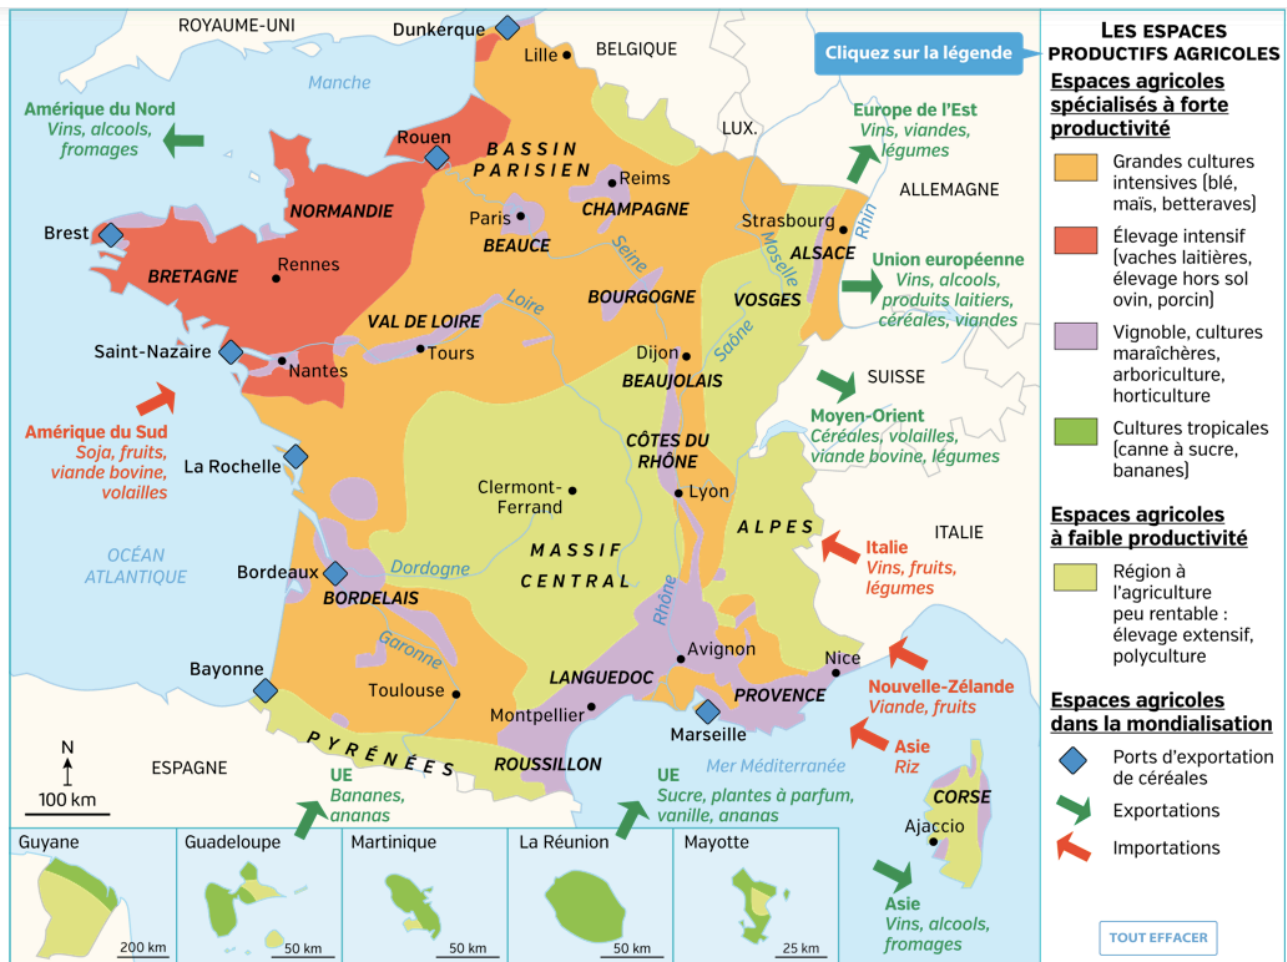 ROYAUME-UNI
Dunkerque
Lille
BELGIQUE
Cliquez sur la légende
Manche
Amérique du Nord
Vins, alcools,
fromages
Rouen
BASSIN
PARISIEN
LUX.
Europe de l'Est
Vins, viandes,
légumes
ALLEMAGNE
Reims
NORMANDIE
CHAMPAGNE
Paris
BEAUCE
Strasbourg
Rhin
Brest
Seine
Moselle
ALSACE
Rennes
BRETAGNE
Union européenne
Vins, alcools,
produits laitiers,
céréales, viandes
BOURGOGNE
VOSGES
Loire
VAL DE LOIRE
Saône
Saint-Nazaire
Tours
Nantes
Dijon
BEAUJOLAIS
SUISSE
Moyen-Orient
Céréales, volailles,
viande bovine, légumes
Amérique du Sud
Soja, fruits,
viande bovine,
volailles
CÔTES DU
RHÔNE
La Rochelle
Clermont-
Ferrand
Lyon
ALPES
ITALIE
OCÉAN
ATLANTIQUE
MASSIF
CENTRAL
Italie
Vins, fruits,
légumes
Bordeaux
Dordogne
BORDELAIS
Rhône
Garonne
Avignon
Nice
Bayonne
Toulouse
LANGUEDOC
PROVENCE
Nouvelle-Zélande
Viande, fruits
Montpellier
Marseille
PYRÉNÉES
ROUSSILLON
Mer Méditerranée
Asie
Riz
N
100 km
ESPAGNE
UE
Bananes,
ananas
UE
Sucre, plantes à parfum,
vanille, ananas
CORSE
Ajaccio
Asie
Vins, alcools,
fromages
Guyane
200 km
Guadeloupe
50 km
Martinique
50 km
La Réunion
50 km
Mayotte
25 km
LES ESPACES
PRODUCTIFS AGRICOLES
Espaces agricoles
spécialisés à forte
productivité
Grandes cultures
intensives (blé,
maïs, betteraves)
Élevage intensif
(vaches laitières,
élevage hors sol
ovin, porcin)
Vignoble, cultures
maraîchères,
arboriculture,
horticulture
Cultures tropicales
(canne à sucre,
bananes)
Espaces agricoles
à faible productivité
Région à
l'agriculture
peu rentable :
élevage extensif,
polyculture
Espaces agricoles
dans la mondialisation
Ports d'exportation
de céréales
Exportations
Importations
TOUT EFFACER